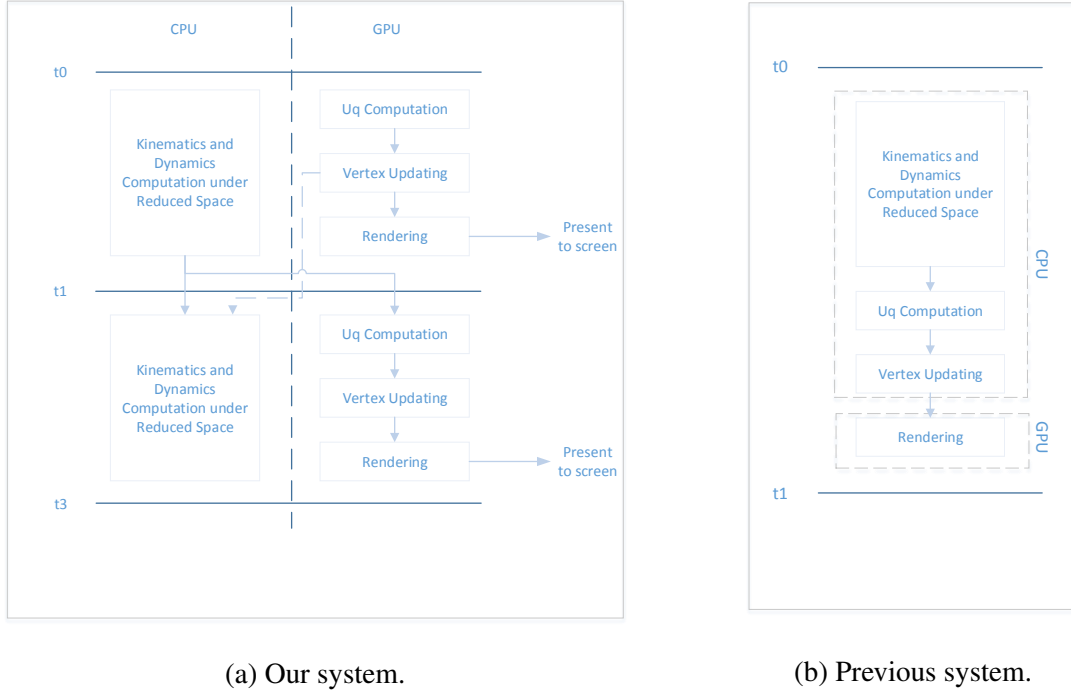 CPU
GPU
t0
Kinematics and
Dynamics
Computation under
Reduced Space
Uq Computation
Vertex Updating
Rendering
Present
to screen
t1
Kinematics and
Dynamics
Computation under
Reduced Space
Uq Computation
Vertex Updating
Rendering
Present
to screen
t3
(a) Our system.
t0
Kinematics and
Dynamics
Computation under
Reduced Space
CPU
Uq Computation
Vertex Updating
Rendering
GPU
t1
(b) Previous system.